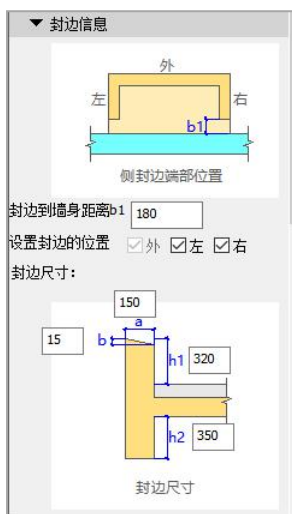 封边信息
外
左 右
b1
侧封边端部位置
封边到墙身距离b1 180
设置封边的位置 外 左 右
封边尺寸：
150
a
15 b
h1 320
h2 350
封边尺寸